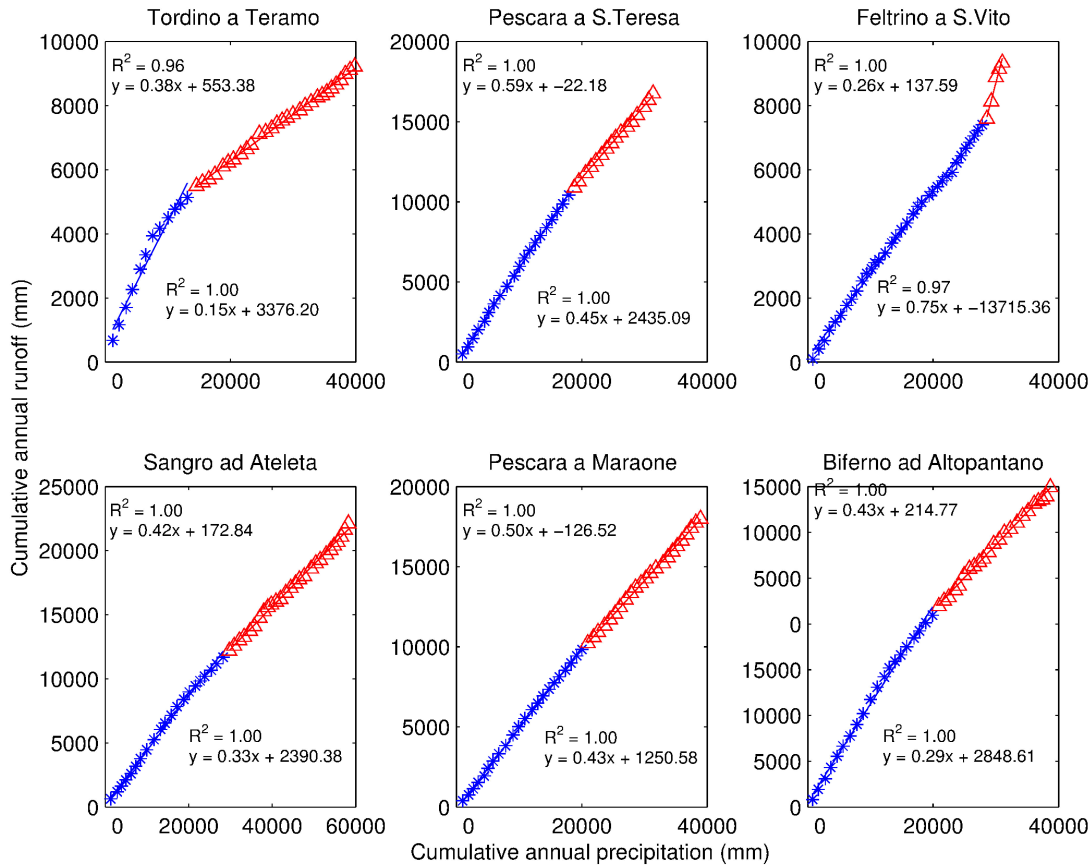 Tordino a Teramo
Pescara a S.Teresa
Feltrino a S.Vito
10000
8000
6000
4000
2000
0
R² = 0.96
y = 0.38x + 553.38
R² = 1.00
y = 0.15x + 3376.20
0 20000 40000
20000
15000
10000
5000
0
R² = 1.00
y = 0.59x + −22.18
R² = 1.00
y = 0.45x + 2435.09
0 20000 40000
10000
8000
6000
4000
2000
0
R² = 1.00
y = 0.26x + 137.59
R² = 0.97
y = 0.75x + −13715.36
0 20000 40000
Cumulative annual runoff (mm)
Sangro ad Ateleta
Pescara a Maraone
Biferno ad Altopantano
25000
20000
15000
10000
5000
0
R² = 1.00
y = 0.42x + 172.84
R² = 1.00
y = 0.33x + 2390.38
0 20000 40000 60000
20000
15000
10000
5000
0
R² = 1.00
y = 0.50x + −126.52
R² = 1.00
y = 0.43x + 1250.58
0 20000 40000
15000
10000
5000
0
15000
10000
5000
0
R² = 1.00
y = 0.43x + 214.77
R² = 1.00
y = 0.29x + 2848.61
0 20000 40000
Cumulative annual precipitation (mm)